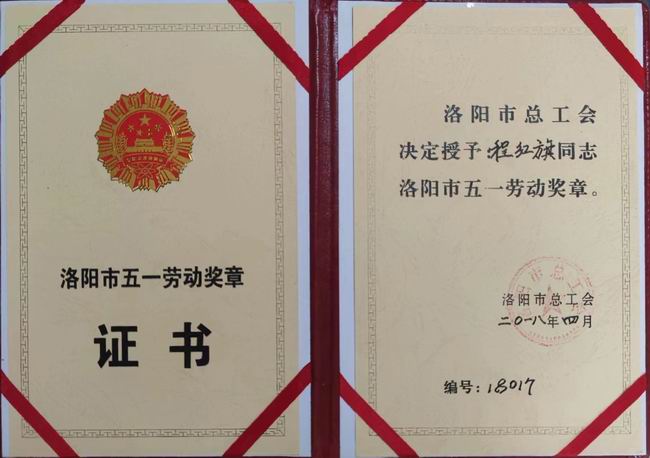 洛阳市五一劳动奖章
证书
洛阳市总工会
决定授予程红旗同志
洛阳市五一劳动奖章。
洛阳市总工会
二〇一八年四月
编号:18017